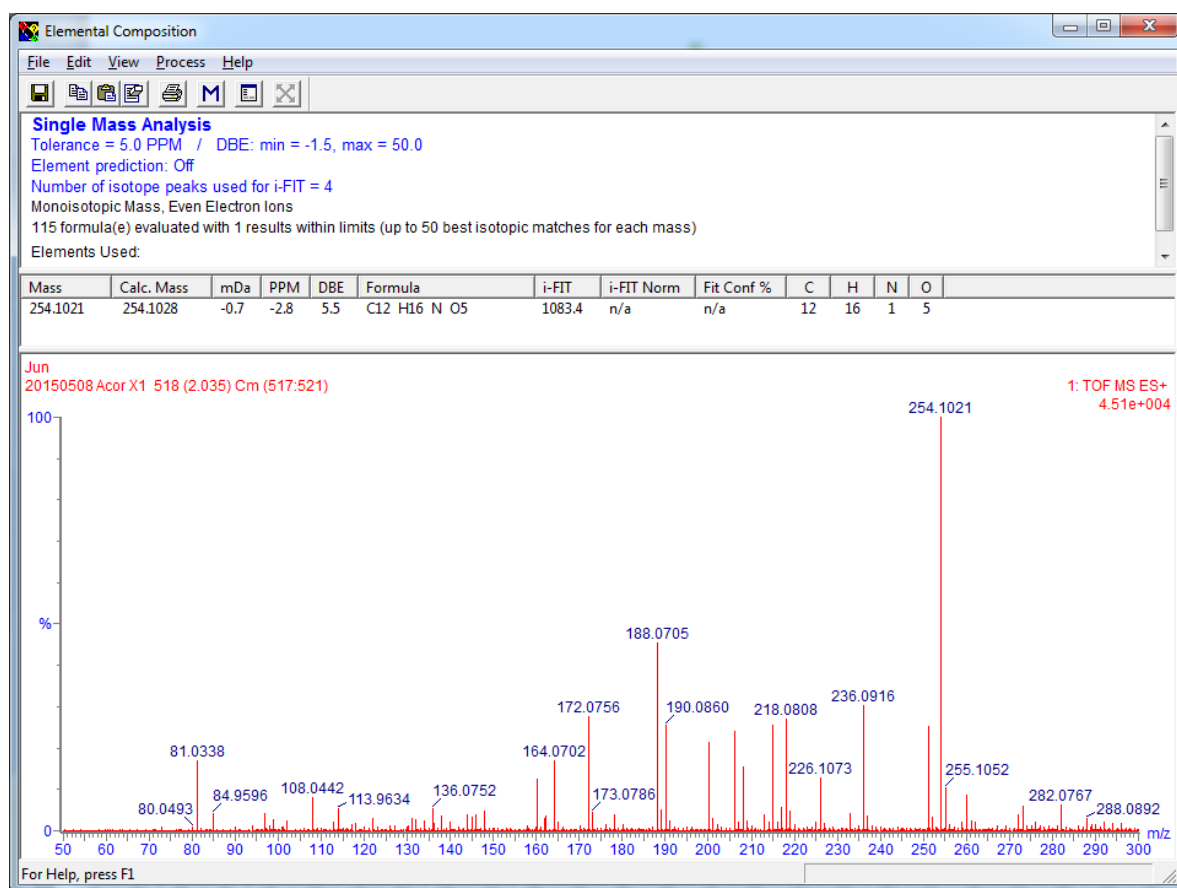 Elemental Composition
File Edit View Process Help
M
Single Mass Analysis
Tolerance = 5.0 PPM / DBE: min = -1.5, max = 50.0
Element prediction: Off
Number of isotope peaks used for i-FIT = 4
Monoisotopic Mass, Even Electron Ions
115 formula(e) evaluated with 1 results within limits (up to 50 best isotopic matches for each mass)
Elements Used:
Mass Calc. Mass mDa PPM DBE Formula i-FIT i-FIT Norm Fit Conf % C H N O
254.1021 254.1028 -0.7 -2.8 5.5 C12 H16 N O5 1083.4 n/a n/a 12 16 1 5
Jun
20150508 Acor X1 518 (2.035) Cm (517:521)
1: TOF MS ES+
4.51e+004
100
254.1021
%
188.0705
236.0916
172.0756
190.0860
218.0808
81.0338
164.0702
226.1073
255.1052
108.0442
136.0752
282.0767
80.0493
84.9596
113.9634
173.0786
288.0892
0
m/z
50 60 70 80 90 100 110 120 130 140 150 160 170 180 190 200 210 220 230 240 250 260 270 280 290 300
For Help, press F1